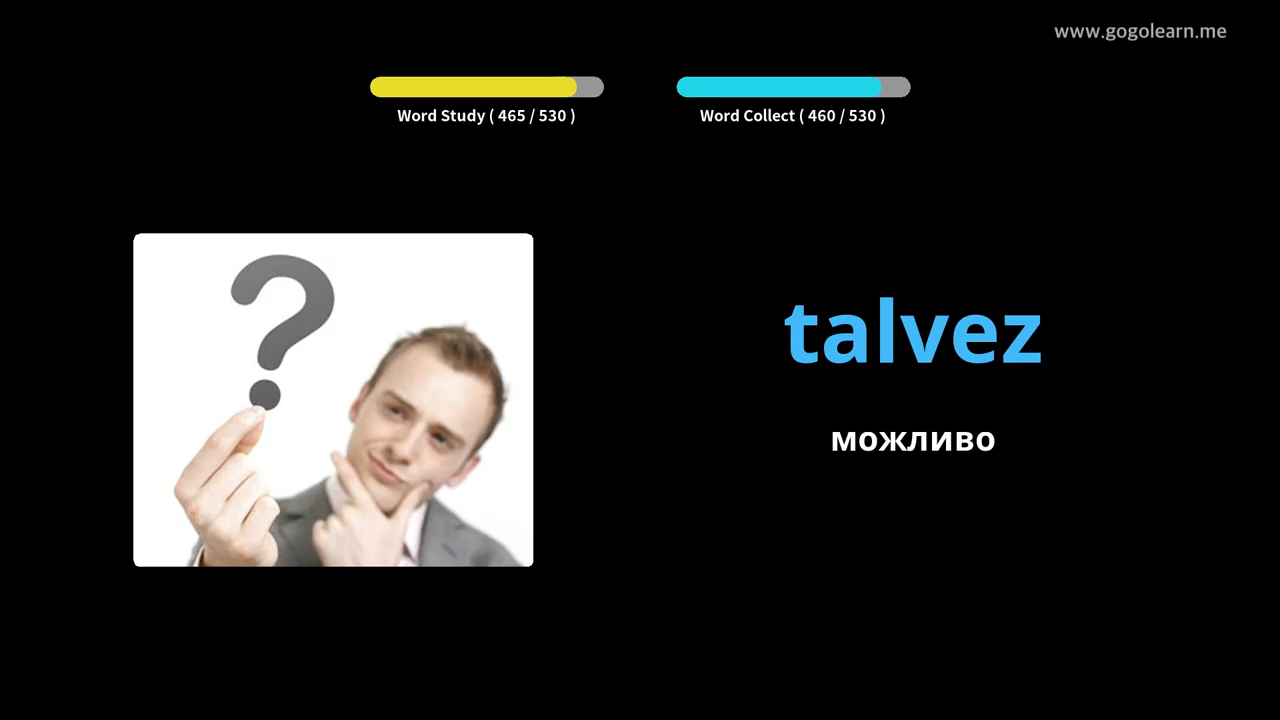 www.gogolearn.me
Word Study ( 465 / 530 )
Word Collect ( 460 / 530 )
?
talvez
можливо